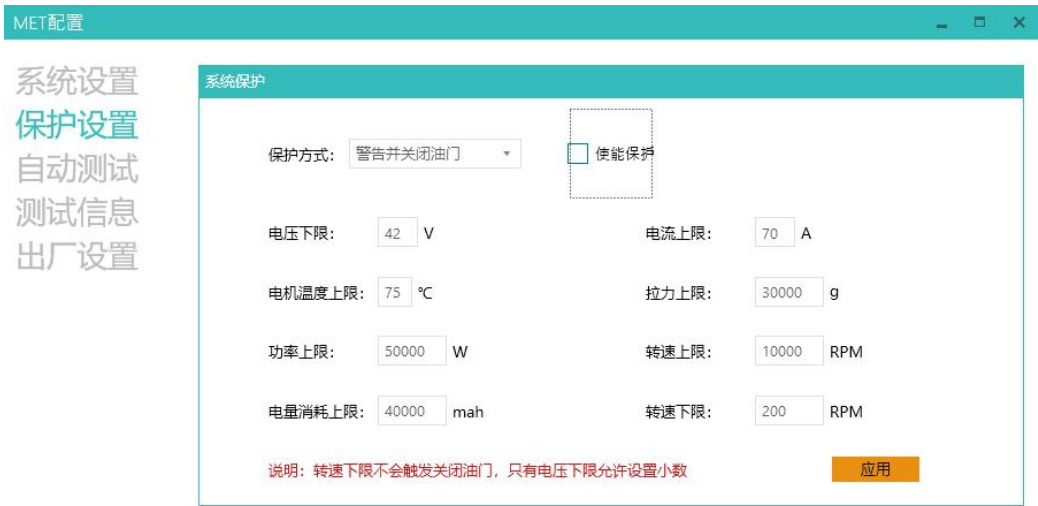 MET配置
系统设置
保护设置
自动测试
测试信息
出厂设置
系统保护
保护方式： 警告并关闭油门 使能保护
电压下限： 42 V 电流上限： 70 A
电机温度上限： 75 ℃ 拉力上限： 30000 g
功率上限： 50000 W 转速上限： 10000 RPM
电量消耗上限： 40000 mah 转速下限： 200 RPM
说明：转速下限不会触发关闭油门，只有电压下限允许设置小数 应用